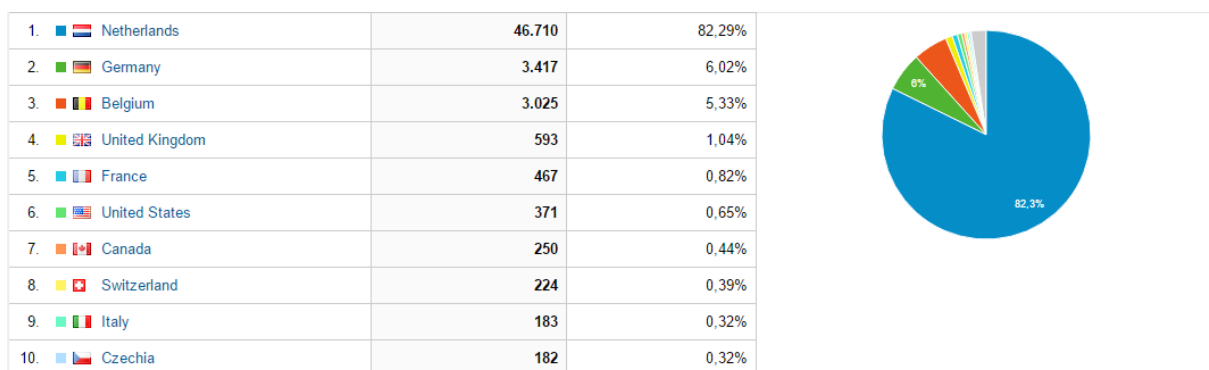 1. Netherlands 46.710 82,29%
2. Germany 3.417 6,02%
3. Belgium 3.025 5,33%
4. United Kingdom 593 1,04%
5. France 467 0,82%
6. United States 371 0,65%
7. Canada 250 0,44%
8. Switzerland 224 0,39%
9. Italy 183 0,32%
10. Czechia 182 0,32%
6%
82,3%